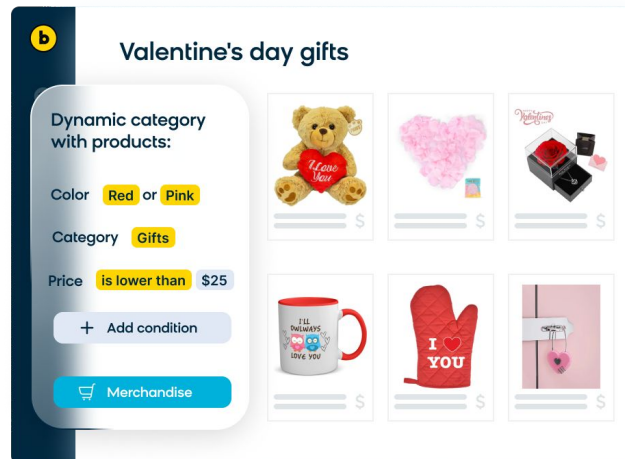 b
Valentine's day gifts
Dynamic category
with products:
Color Red or Pink
Category Gifts
Price is lower than $25
+ Add condition
Merchandise
I Love
You
$
$
Valentine
$
I'LL
OWLWAYS
LOVE YOU
$
I
YOU
$
$